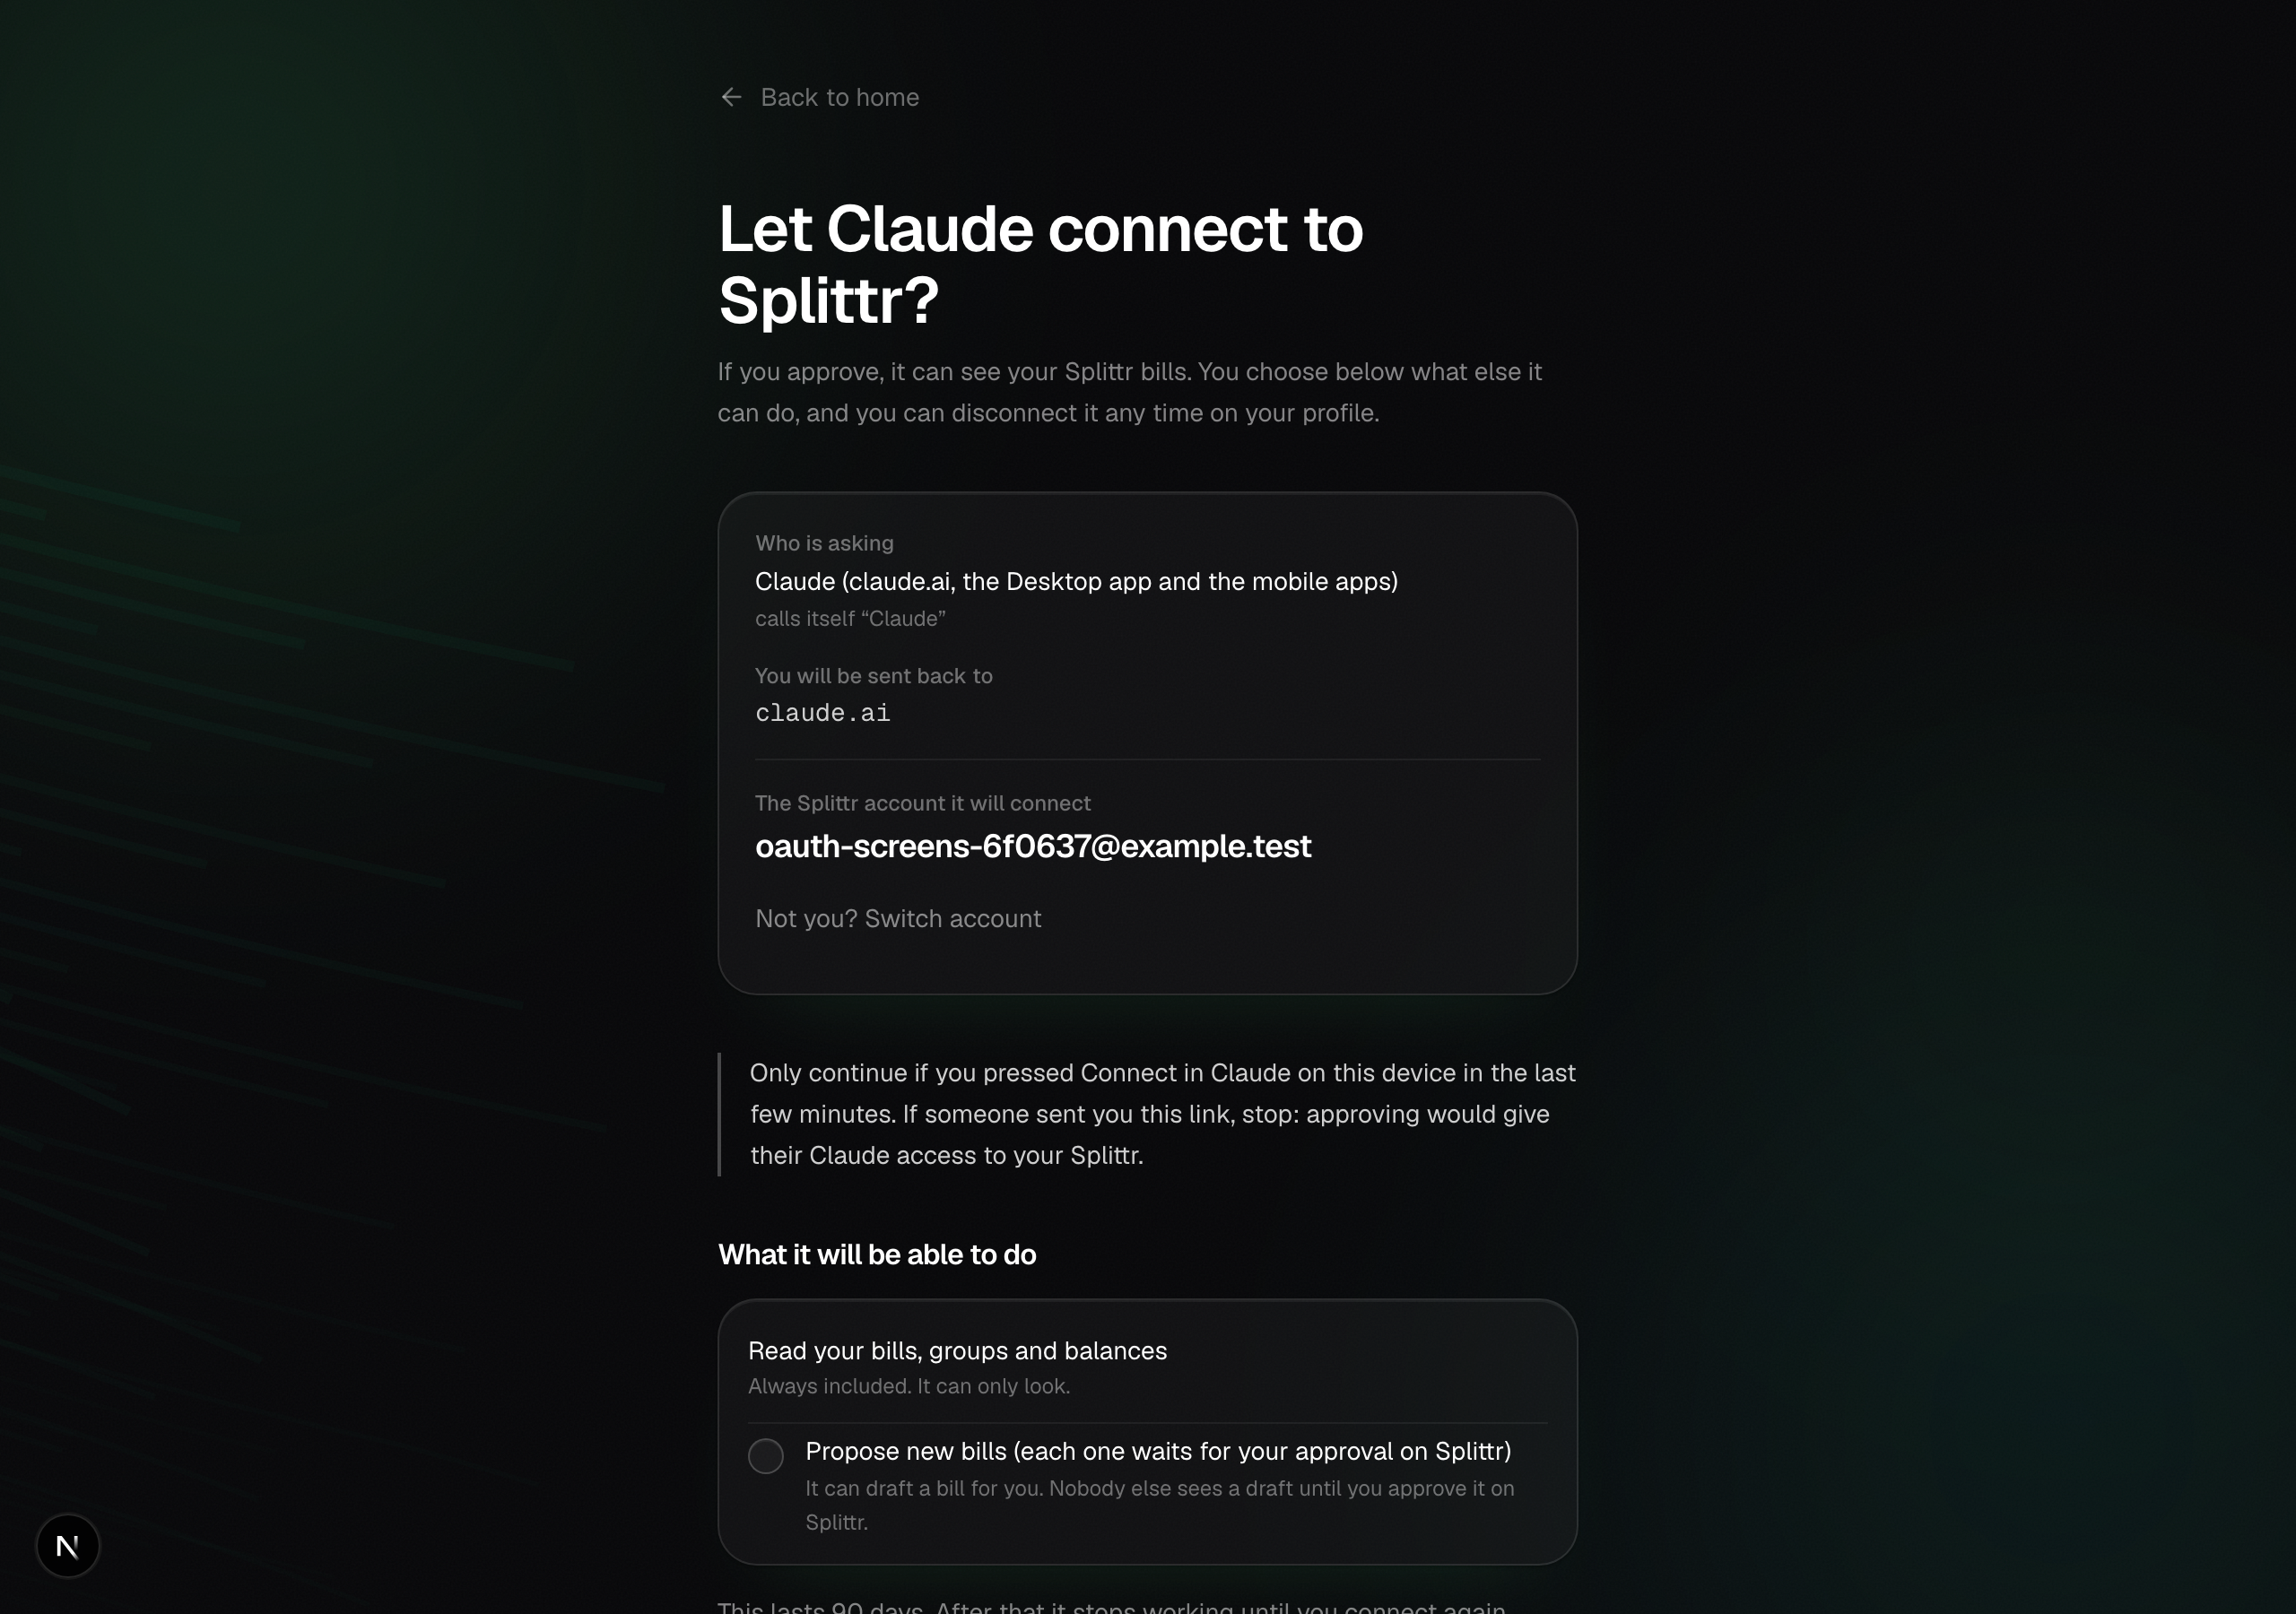 Back to home
Let Claude connect to
Splittr?
If you approve, it can see your Splittr bills. You choose below what else it
can do, and you can disconnect it any time on your profile.
Who is asking
Claude (claude.ai, the Desktop app and the mobile apps)
calls itself “Claude”
You will be sent back to
claude.ai
The Splittr account it will connect
oauth-screens-6f0637@example.test
Not you? Switch account
Only continue if you pressed Connect in Claude on this device in the last
few minutes. If someone sent you this link, stop: approving would give
their Claude access to your Splittr.
What it will be able to do
Read your bills, groups and balances
Always included. It can only look.
Propose new bills (each one waits for your approval on Splittr)
It can draft a bill for you. Nobody else sees a draft until you approve it on
Splittr.
N
This lasts 90 days. After that it stops working until you connect again.